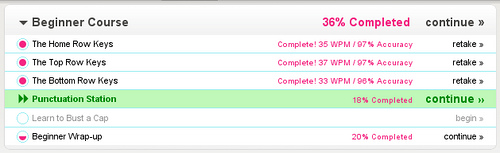 Beginner Course 36% Completed continue »
The Home Row Keys Complete! 35 WPM / 97% Accuracy retake »
The Top Row Keys Complete! 37 WPM / 97% Accuracy retake »
The Bottom Row Keys Complete! 33 WPM / 96% Accuracy retake »
Punctuation Station 18% Completed continue »
Learn to Bust a Cap begin »
Beginner Wrap-up 20% Completed continue »